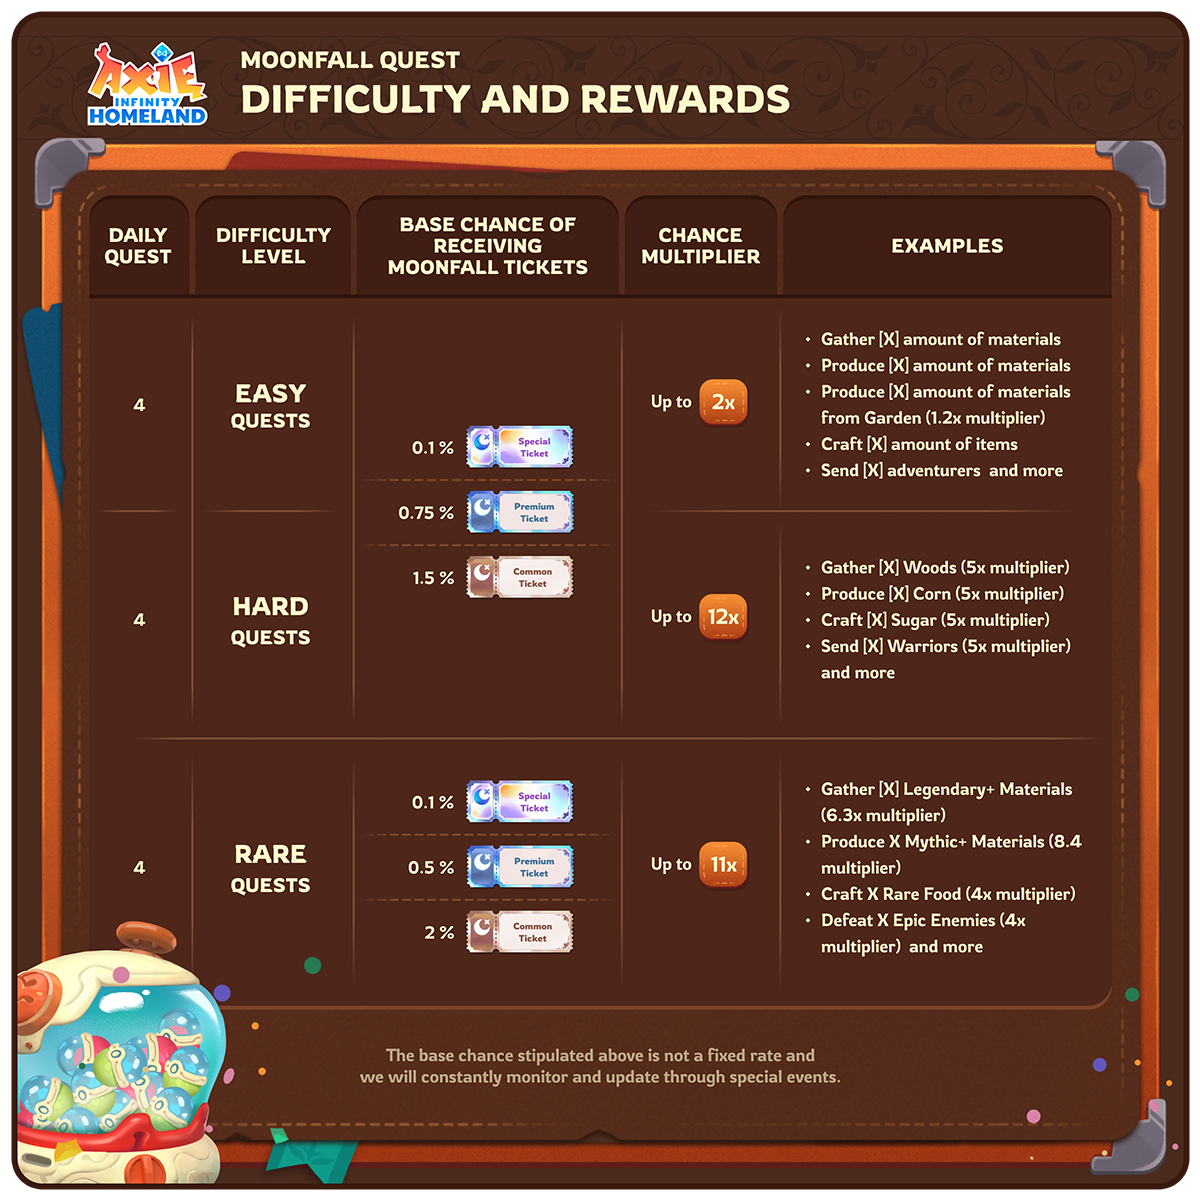 AXIE
INFINITY
HOMELAND
MOONFALL QUEST
DIFFICULTY AND REWARDS
DAILY
QUEST
DIFFICULTY
LEVEL
BASE CHANCE OF
RECEIVING
MOONFALL TICKETS
CHANCE
MULTIPLIER
EXAMPLES
4
EASY
QUESTS
Up to 2x
• Gather [X] amount of materials
• Produce [X] amount of materials
• Produce [X] amount of materials
from Garden (1.2x multiplier)
• Craft [X] amount of items
• Send [X] adventurers and more
0.1 % Special
Ticket
0.75 % Premium
Ticket
1.5 % Common
Ticket
4
HARD
QUESTS
Up to 12x
• Gather [X] Woods (5x multiplier)
• Produce [X] Corn (5x multiplier)
• Craft [X] Sugar (5x multiplier)
• Send [X] Warriors (5x multiplier)
and more
4
RARE
QUESTS
0.1 % Special
Ticket
0.5 % Premium
Ticket
2 % Common
Ticket
Up to 11x
• Gather [X] Legendary+ Materials
(6.3x multiplier)
• Produce X Mythic+ Materials (8.4
multiplier)
• Craft X Rare Food (4x multiplier)
• Defeat X Epic Enemies (4x
multiplier) and more
The base chance stipulated above is not a fixed rate and
we will constantly monitor and update through special events.